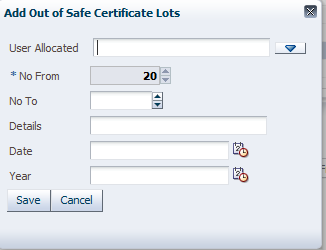 Add Out of Safe Certificate Lots
User Allocated
* No From 20
No To
Details
Date
Year
Save Cancel